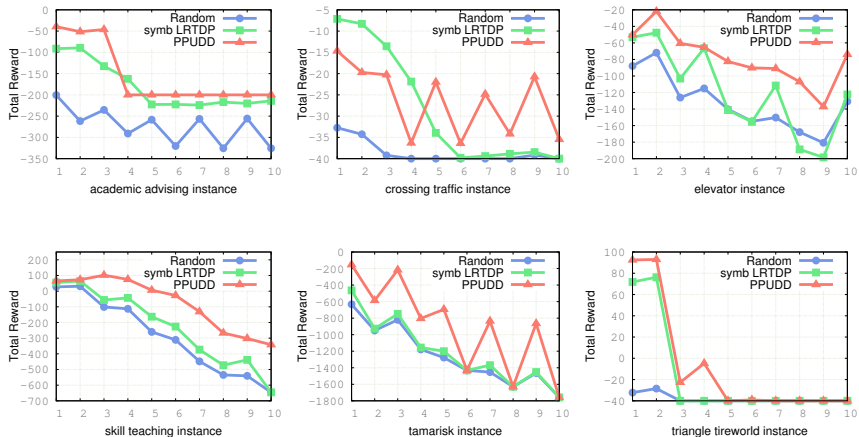 0
-50
-100
-150
-200
-250
-300
-350
Total Reward
Random
symb LRTDP
PPUDD
1 2 3 4 5 6 7 8 9 10
academic advising instance
-5
-10
-15
-20
-25
-30
-35
-40
Total Reward
Random
symb LRTDP
PPUDD
1 2 3 4 5 6 7 8 9 10
crossing traffic instance
-20
-40
-60
-80
-100
-120
-140
-160
-180
-200
Total Reward
Random
symb LRTDP
PPUDD
1 2 3 4 5 6 7 8 9 10
elevator instance
200
100
0
-100
-200
-300
-400
-500
-600
-700
Total Reward
Random
symb LRTDP
PPUDD
1 2 3 4 5 6 7 8 9 10
skill teaching instance
0
-200
-400
-600
-800
-1000
-1200
-1400
-1600
-1800
Total Reward
Random
symb LRTDP
PPUDD
1 2 3 4 5 6 7 8 9 10
tamarisk instance
100
80
60
40
20
0
-20
-40
Total Reward
Random
symb LRTDP
PPUDD
1 2 3 4 5 6 7 8 9 10
triangle tireworld instance